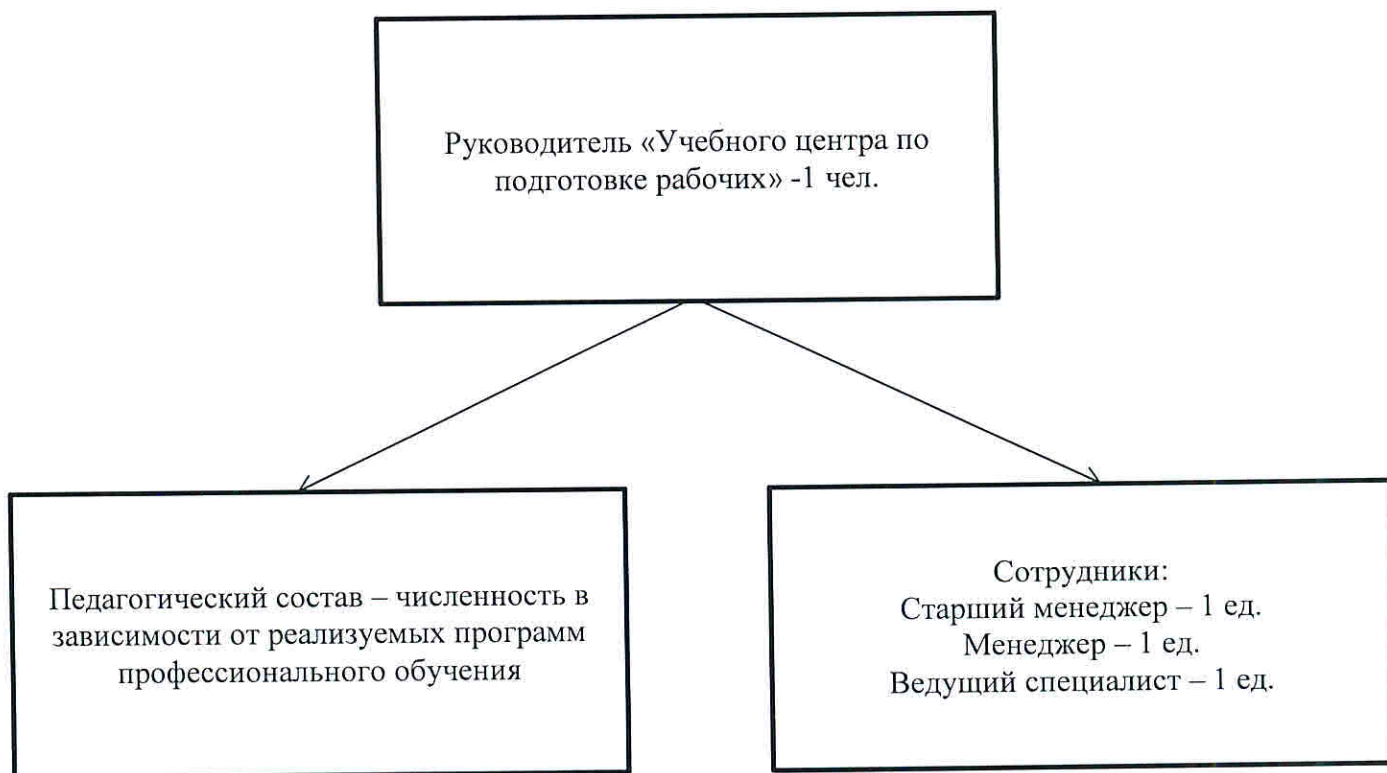 Руководитель «Учебного центра по
подготовке рабочих» -1 чел.
Педагогический состав – численность в
зависимости от реализуемых программ
профессионального обучения
Сотрудники:
Старший менеджер – 1 ед.
Менеджер – 1 ед.
Ведущий специалист – 1 ед.